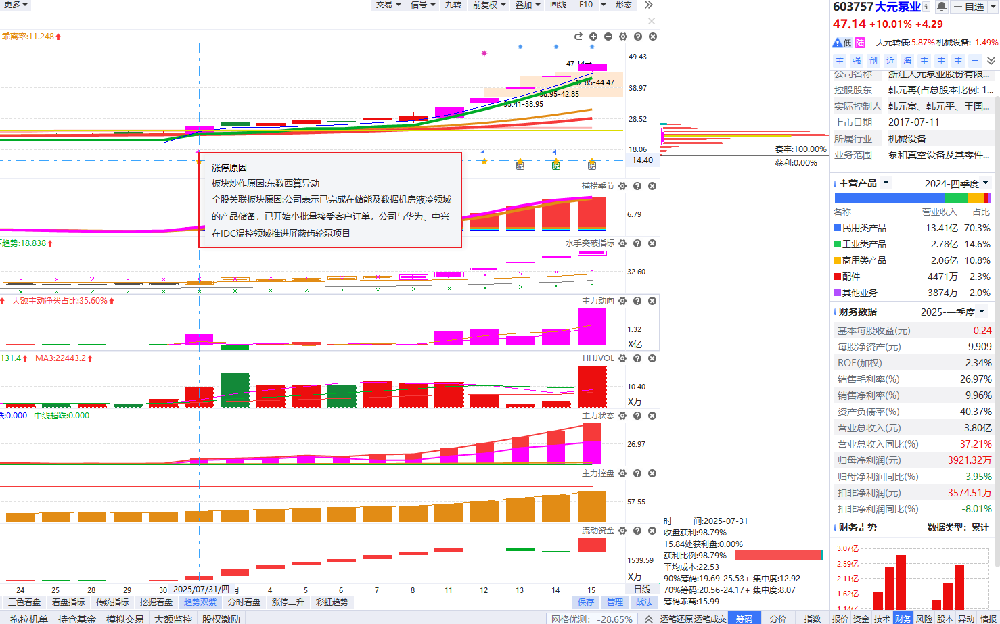 更多
交易 信号 九转 前复权 叠加 画线 F10 形态
乖离率:11.248
49.43
38.97
28.52
18.06
14.40
47.14
42.85-44.47
38.95-42.85
35.41-38.95
涨停原因
板块炒作原因:东数西算异动
个股关联板块原因:公司表示已完成在储能及数据机房液冷领域
的产品储备，已开始小批量接受客户订单，公司与华为、中兴
在IDC温控领域推进屏蔽齿轮泵项目
捕捞季节
6.79
趋势:18.838
水手突破指标
32.60
大额主动净买占比:35.60%
主力动向
1.32
X亿
131.4 MA3:22443.2
HHJVOL
10.40
X万
跌:0.000 中线超跌:0.000
主力状态
26.97
主力控盘
57.55
流动资金
1539.59
X万
24 25 28 29 30 2025/07/31/四 4 5 6 7 8 11 12 13 14 15 日线
三色看盘 看盘指标 传统指标 挖掘看盘 趋势双紫 分时看盘 涨停二升 彩虹趋势 保存 管理 战法
拖拉机单 持仓基金 模拟交易 大额监控 股权激励 网格优测: -28.65%
套牢:100.00%
获利:0.00%
时 间:2025-07-31
收盘获利:98.79%
15.84处获利盘:0.00%
获利比例:98.79%
平均成本:22.53
90%筹码:19.69-25.53+ 集中度:12.92
70%筹码:20.56-24.17+ 集中度:8.07
筹码乖离:15.99
逐笔还原 逐笔成交 筹码 分价 指数
603757 大元泵业 自选
47.14 +10.01% +4.29
低 陆 大元转债:5.87% 机械设备: 1.49%
主 强 创 近 海 主 主 主 三
公司名称 浙江大元泵业股份有限...
控股股东 韩元再(占总股本比例: 1...
实际控制人 韩元富、韩元平、王国...
上市日期 2017-07-11
所属行业 机械设备
业务范围 泵和真空设备及其零件...
主营产品 2024-四季度
名称 营业收入 占比
民用类产品 13.41亿 70.3%
工业类产品 2.78亿 14.6%
商用类产品 2.06亿 10.8%
配件 4471万 2.3%
其他业务 3874万 2.0%
财务数据 2025-一季度
基本每股收益(元) 0.24
每股净资产(元) 9.909
ROE(加权) 2.34%
销售毛利率(%) 26.97%
销售净利率(%) 9.96%
资产负债率(%) 40.37%
营业总收入(元) 3.80亿
营业总收入同比(%) 37.21%
归母净利润(元) 3921.32万
归母净利润同比(%) -3.95%
扣非净利润(元) 3574.51万
扣非净利润同比(%) -8.01%
财务走势 数据类型: 累计
3.07亿
2.59亿
2.11亿
1.62亿
1.14亿
报价 资金 技术 财务 风险 股本 异动 情报